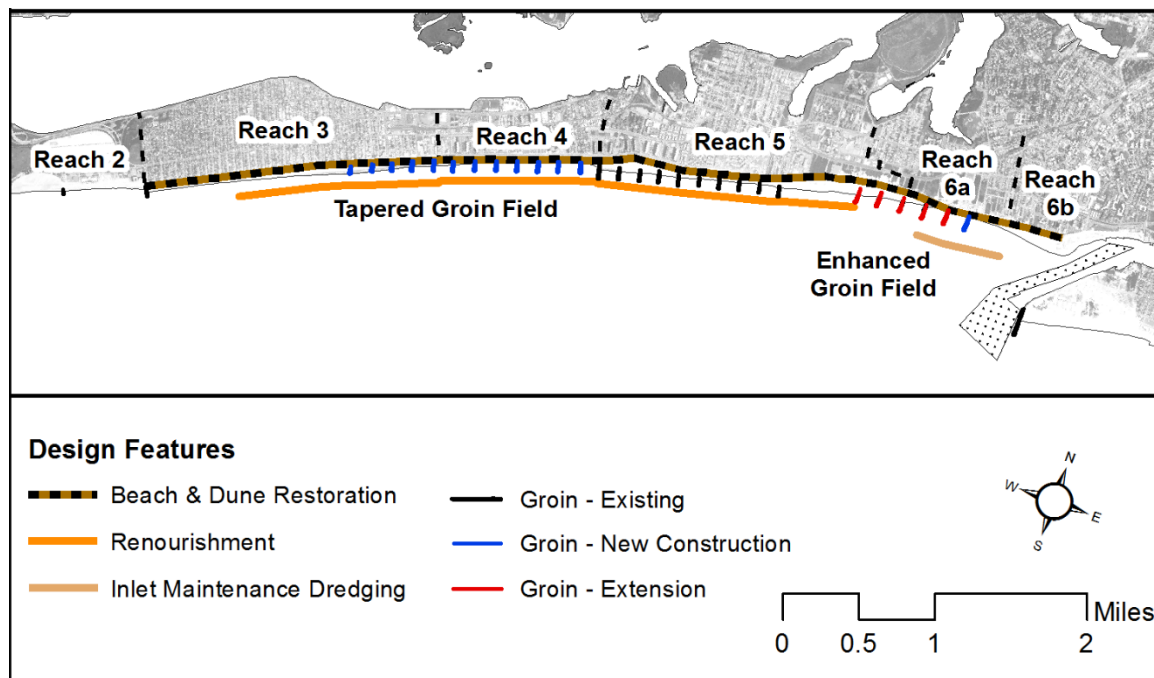 Reach 2
Reach 3
Reach 4
Reach 5
Reach
6a
Reach
6b
Tapered Groin Field
Enhanced
Groin Field
Design Features
Beach & Dune Restoration
Renourishment
Inlet Maintenance Dredging
Groin - Existing
Groin - New Construction
Groin - Extension
N
W
E
S
Miles
0 0.5 1 2